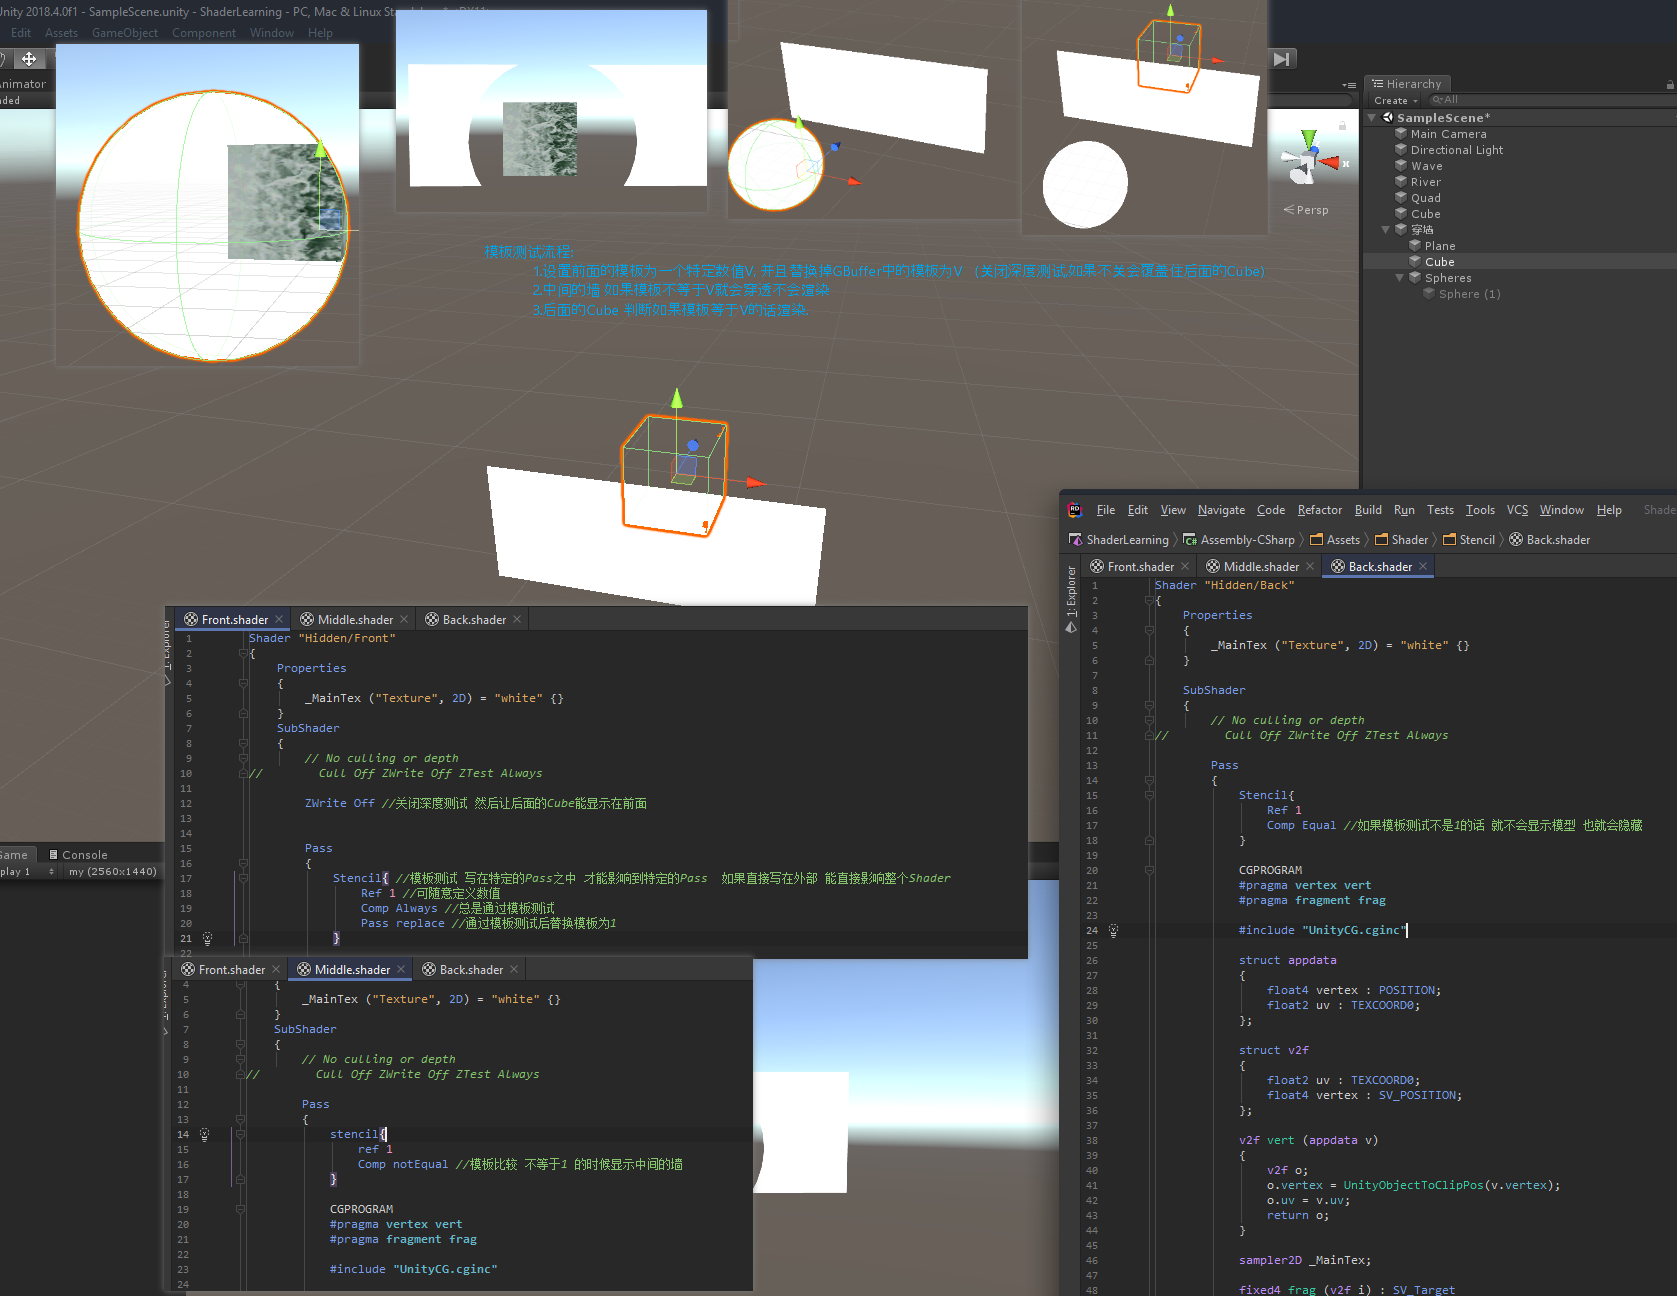 Unity 2018.4.0f1 - SampleScene.unity - ShaderLearning - PC, Mac & Linux
Edit Assets GameObject Component Window Help
Hierarchy
Create All
SampleScene*
Main Camera
Directional Light
Wave
River
Quad
Cube
穿墙
Plane
Cube
Spheres
Sphere (1)
x
Persp
模板测试流程:
1.设置前面的模板为一个特定数值V, 并且替换掉GBuffer中的模板为V (关闭深度测试,如果不关会覆盖住后面的Cube)
2.中间的墙 如果模板不等于V就会穿透不会渲染
3.后面的Cube 判断如果模板等于V的话渲染.
Front.shader Middle.shader Back.shader
1: Explorer
1 Shader "Hidden/Front"
2 {
3 Properties
4 {
5 _MainTex ("Texture", 2D) = "white" {}
6 }
7 SubShader
8 {
9 // No culling or depth
10 // Cull Off ZWrite Off ZTest Always
11
12 ZWrite Off //关闭深度测试 然后让后面的Cube能显示在前面
13
14
15 Pass
16 {
17 Stencil{ //模板测试 写在特定的Pass之中 才能影响到特定的Pass 如果直接写在外部 能直接影响整个Shader
18 Ref 1 //可随意定义数值
19 Comp Always //总是通过模板测试
20 Pass replace //通过模板测试后替换模板为1
21 }
22
Console
my (2560x1440)
Front.shader Middle.shader Back.shader
4 {
5 _MainTex ("Texture", 2D) = "white" {}
6 }
7 SubShader
8 {
9 // No culling or depth
10 // Cull Off ZWrite Off ZTest Always
11
12 Pass
13 {
14 stencil{
15 ref 1
16 Comp notEqual //模板比较 不等于1 的时候显示中间的墙
17 }
18
19 CGPROGRAM
20 #pragma vertex vert
21 #pragma fragment frag
22
23 #include "UnityCG.cginc"
24
File Edit View Navigate Code Refactor Build Run Tests Tools VCS Window Help
ShaderLearning Assembly-CSharp Assets Shader Stencil Back.shader
Front.shader Middle.shader Back.shader
1: Explorer
1 Shader "Hidden/Back"
2 {
3 Properties
4 {
5 _MainTex ("Texture", 2D) = "white" {}
6 }
7
8 SubShader
9 {
10 // No culling or depth
11 // Cull Off ZWrite Off ZTest Always
12
13 Pass
14 {
15 Stencil{
16 Ref 1
17 Comp Equal //如果模板测试不是1的话 就不会显示模型 也就会隐藏
18 }
19
20 CGPROGRAM
21 #pragma vertex vert
22 #pragma fragment frag
23
24 #include "UnityCG.cginc"
25
26 struct appdata
27 {
28 float4 vertex : POSITION;
29 float2 uv : TEXCOORD0;
30 };
31
32 struct v2f
33 {
34 float2 uv : TEXCOORD0;
35 float4 vertex : SV_POSITION;
36 };
37
38 v2f vert (appdata v)
39 {
40 v2f o;
41 o.vertex = UnityObjectToClipPos(v.vertex);
42 o.uv = v.uv;
43 return o;
44 }
45
46 sampler2D _MainTex;
47
48 fixed4 frag (v2f i) : SV_Target